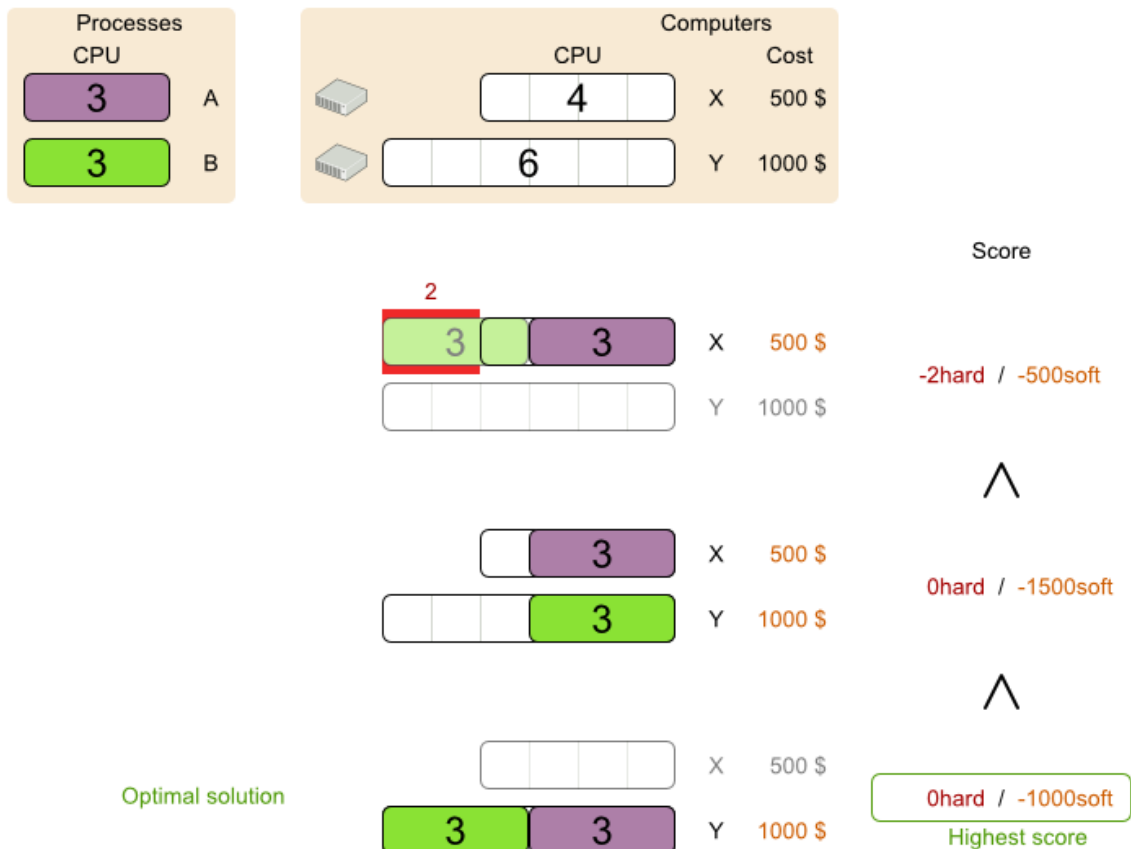 Processes
Computers
CPU
CPU Cost
3 A
4 X 500 $
3 B
6 Y 1000 $
Score
2
3 3 X 500 $
-2hard / -500soft
Y 1000 $
3 X 500 $
0hard / -1500soft
3 Y 1000 $
X 500 $
Optimal solution
0hard / -1000soft
3 3 Y 1000 $
Highest score